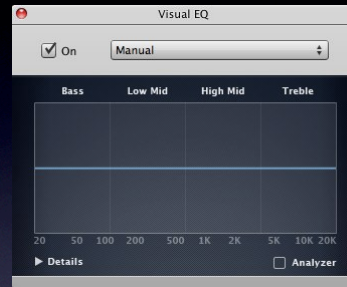 Visual EQ
On Manual
Bass Low Mid High Mid Treble
20 50 100 200 500 1K 2K 5K 10K 20K
Details Analyzer